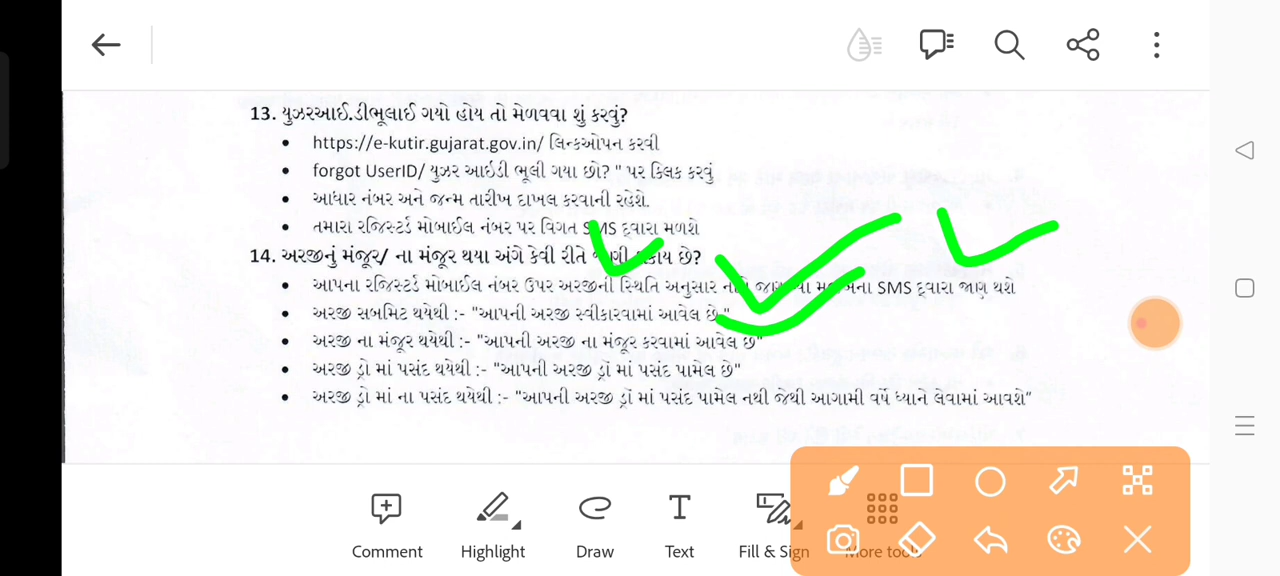 13. યુઝરઆઈ.ડીભૂલાઈ ગયો હોય તો મેળવવા શું કરવું?
• https://e-kutir.gujarat.gov.in/ લિન્કઓપન કરવી
• forgot UserID/ યુઝર આઇડી ભૂલી ગયા છો? " પર ક્લિક કરવું
• આધાર નંબર અને જન્મ તારીખ દાખલ કરવાની રહેશે.
• તમારા રજિસ્ટર્ડ મોબાઈલ નંબર પર વિગત SMS દ્વારા મળશે
14. અરજીનું મંજૂર/ ના મંજૂર થયા અંગે કેવી રીતે છે?
• આપના રજિસ્ટર્ડ મોબાઈલ નંબર ઉપર અરજીની સ્થિતિ અનુસાર SMS દ્વારા જાણ થશે
• અરજી સબમિટ થયેથી :- "આપની અરજી સ્વીકારવામાં આવેલ છે"
• અરજી ના મંજૂર થયેથી :- "આપની અરજી ના મંજૂર કરવામાં આવેલ છે"
• અરજી ડ્રો માં પસંદ થયેથી :- "આપની અરજી ડ્રો માં પસંદ પામેલ છે"
• અરજી ડ્રો માં ના પસંદ થયેથી :- "આપની અરજી ડ્રો માં પસંદ પામેલ નથી જેથી આગામી વર્ષે ધ્યાને લેવામાં આવશે"
Comment Highlight Draw Text Fill & Sign More tools